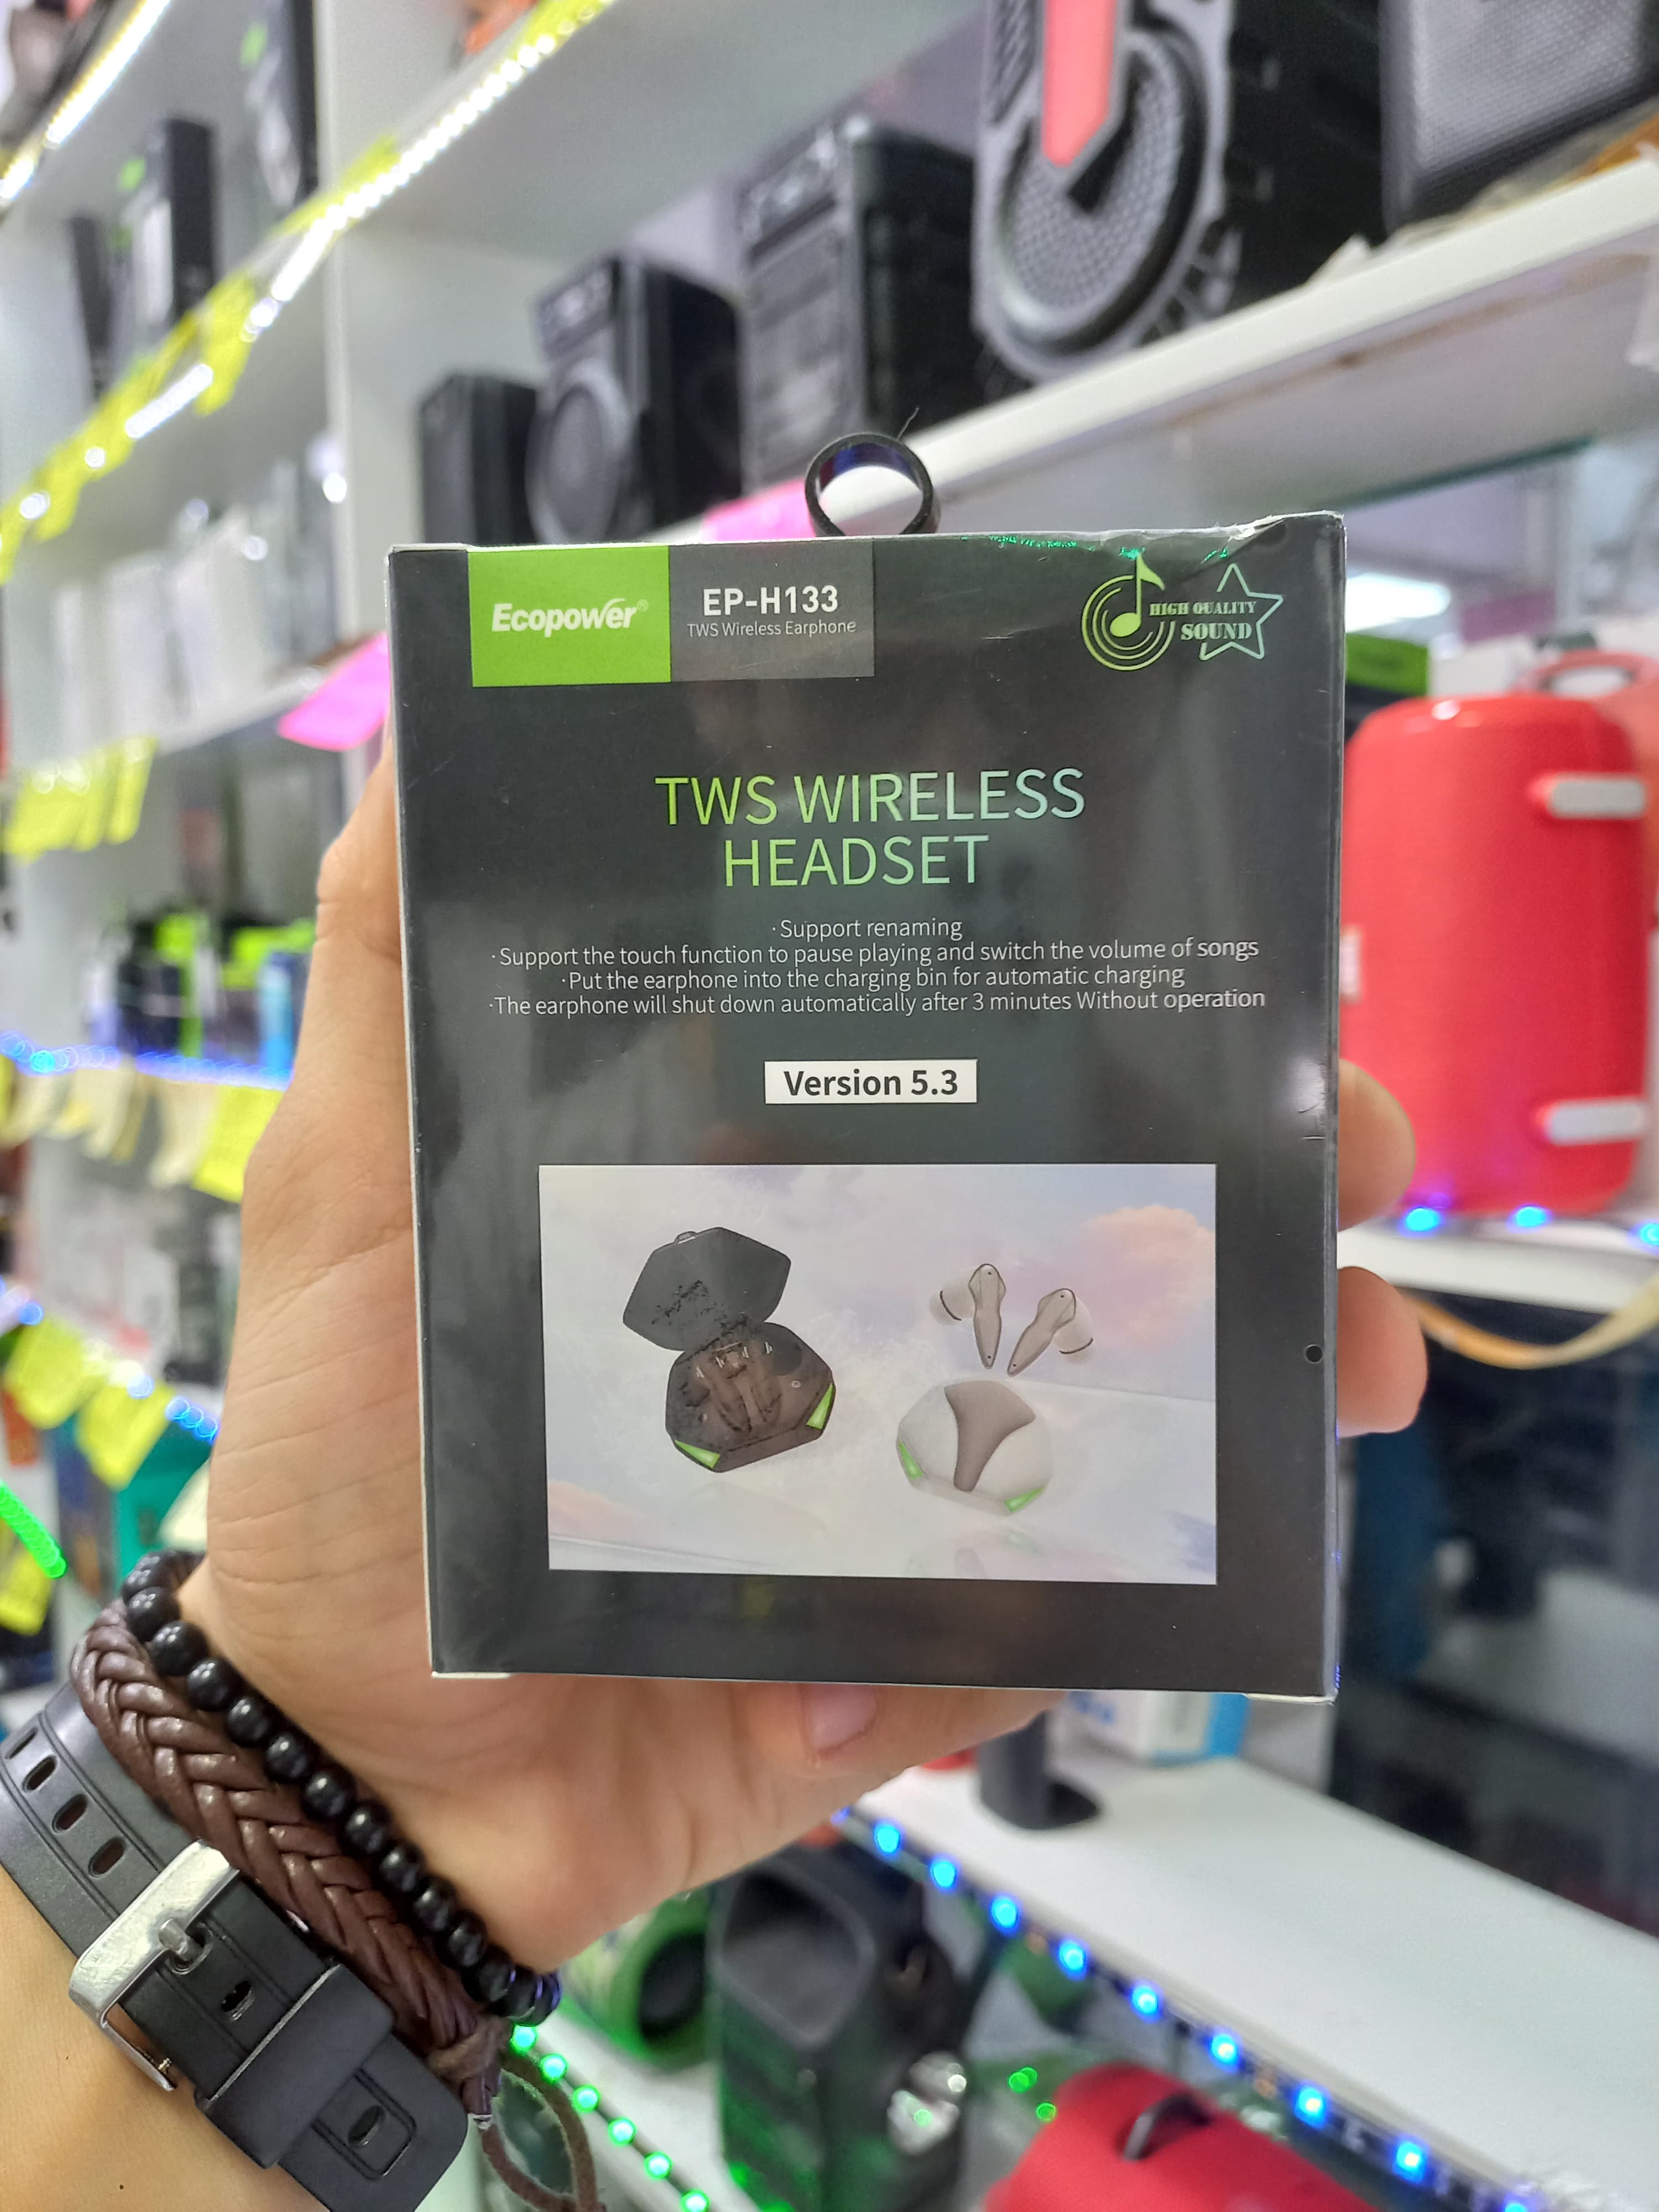 Ecopower®
EP-H133
TWS Wireless Earphone
HIGH QUALITY
SOUND
TWS WIRELESS
HEADSET
·Support renaming
·Support the touch function to pause playing and switch the volume of songs
·Put the earphone into the charging bin for automatic charging
·The earphone will shut down automatically after 3 minutes Without operation
Version 5.3